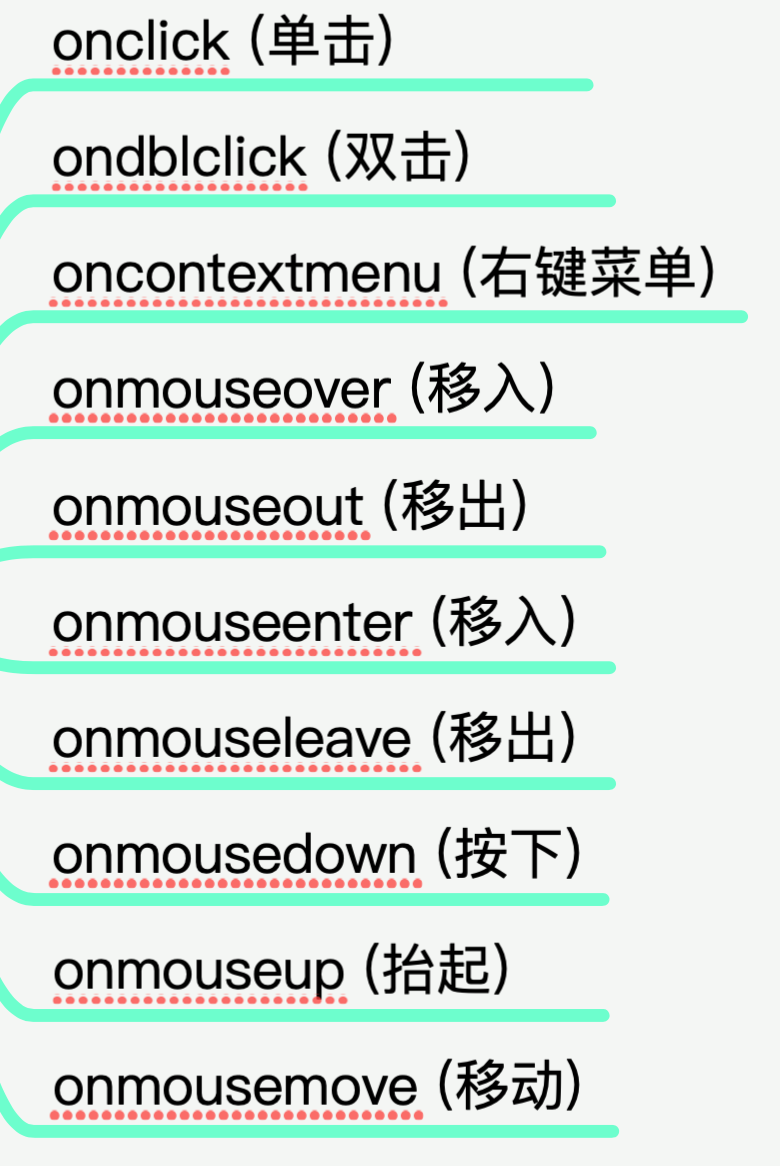 onclick (单击)
ondblclick (双击)
oncontextmenu (右键菜单)
onmouseover (移入)
onmouseout (移出)
onmouseenter (移入)
onmouseleave (移出)
onmousedown (按下)
onmouseup (抬起)
onmousemove (移动)